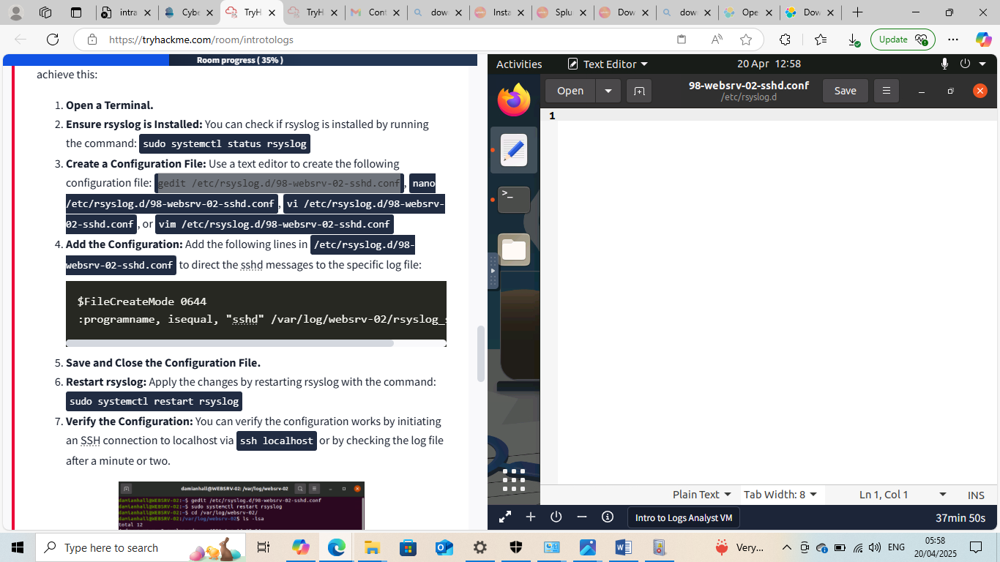 intra
Cybe
TryH
TryH
Cont
dow
Insta
Splu
Dow
dow
Ope
Dow
https://tryhackme.com/room/introtologs
Update
Room progress ( 35% )
achieve this:
1. Open a Terminal.
2. Ensure rsyslog is Installed: You can check if rsyslog is installed by running
the command: sudo systemctl status rsyslog
3. Create a Configuration File: Use a text editor to create the following
configuration file: gedit /etc/rsyslog.d/98-websrv-02-sshd.conf, nano
/etc/rsyslog.d/98-websrv-02-sshd.conf, vi /etc/rsyslog.d/98-websrv-
02-sshd.conf, or vim /etc/rsyslog.d/98-websrv-02-sshd.conf
4. Add the Configuration: Add the following lines in /etc/rsyslog.d/98-
websrv-02-sshd.conf to direct the sshd messages to the specific log file:
$FileCreateMode 0644
:programname, isequal, "sshd" /var/log/websrv-02/rsyslog_s
5. Save and Close the Configuration File.
6. Restart rsyslog: Apply the changes by restarting rsyslog with the command:
sudo systemctl restart rsyslog
7. Verify the Configuration: You can verify the configuration works by initiating
an SSH connection to localhost via ssh localhost or by checking the log file
after a minute or two.
damianhall@WEBSRV-02: /var/log/websrv-02
damianhall@WEBSRV-02:~$ gedit /etc/rsyslog.d/98-websrv-02-sshd.conf
damianhall@WEBSRV-02:~$ sudo systemctl restart rsyslog
damianhall@WEBSRV-02:~$ cd /var/log/websrv-02/
damianhall@WEBSRV-02:/var/log/websrv-02$ ls -lsa
total 12
Activities
Text Editor
20 Apr 12:58
Open
98-websrv-02-sshd.conf
/etc/rsyslog.d
Save
1
Plain Text
Tab Width: 8
Ln 1, Col 1
INS
Intro to Logs Analyst VM
37min 50s
Type here to search
Very...
ENG
05:58
20/04/2025